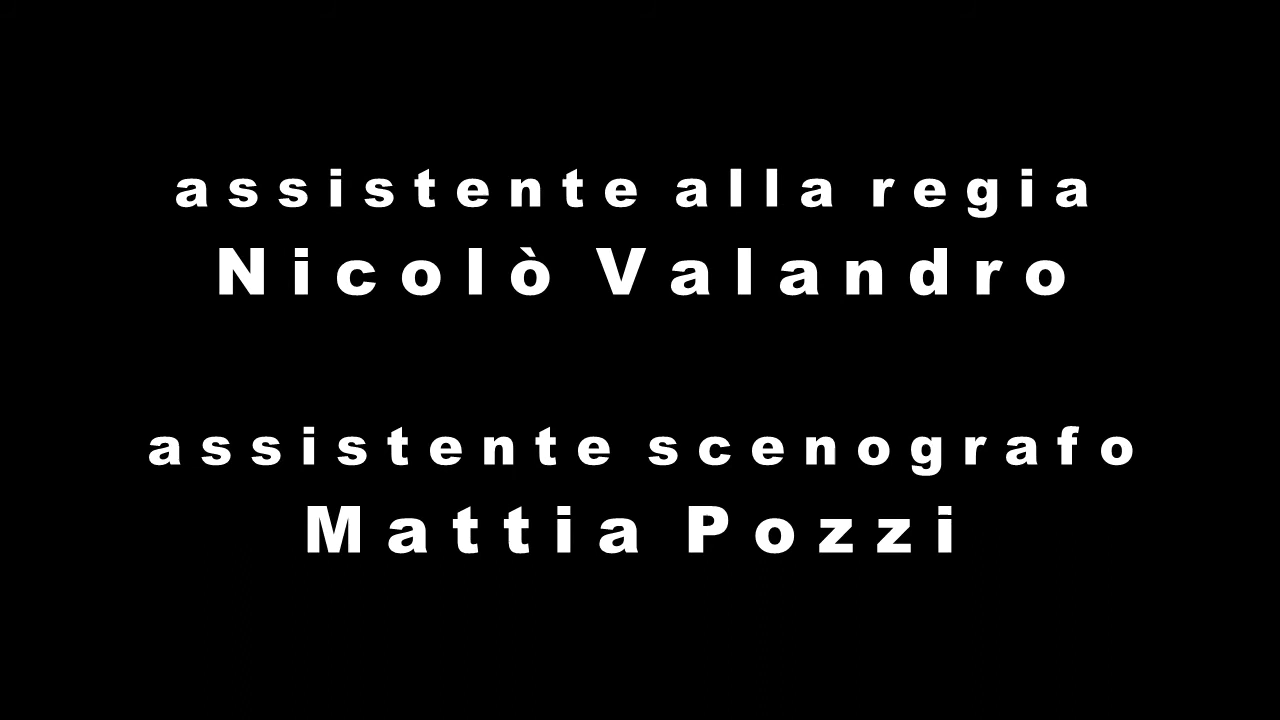 assistente alla regia
Nicolò Valandro
assistente scenografo
Mattia Pozzi